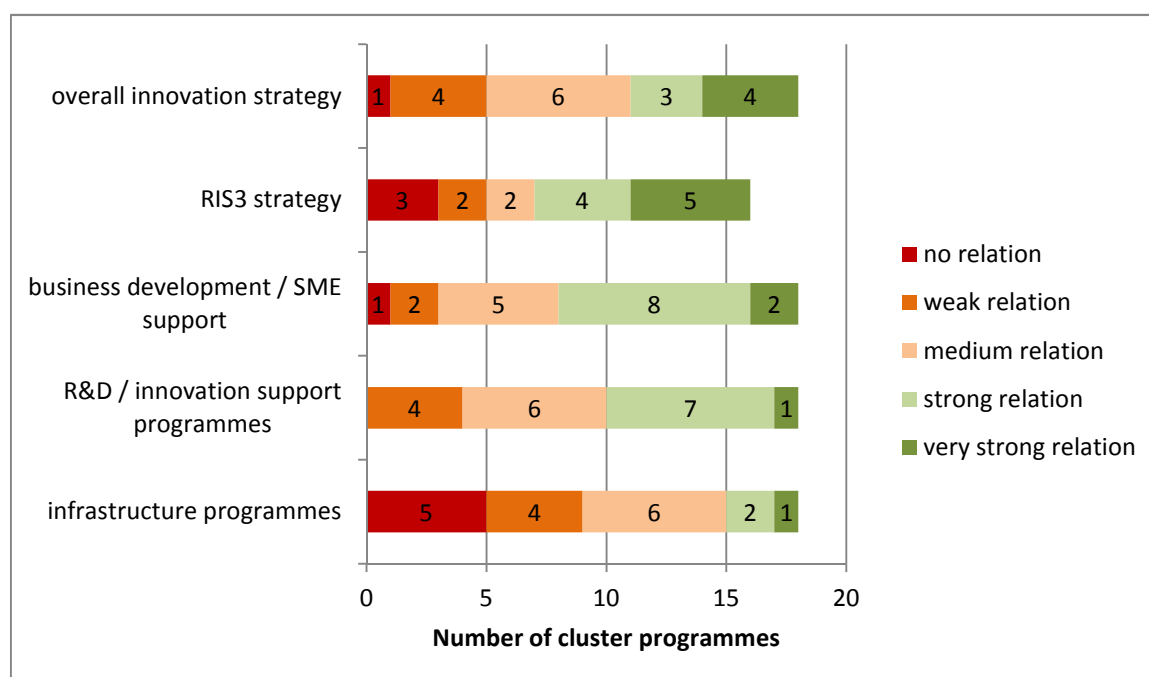 overall innovation strategy
1 4 6 3 4
RIS3 strategy
3 2 2 4 5
business development / SME
support
1 2 5 8 2
R&D / innovation support
programmes
4 6 7 1
infrastructure programmes
5 4 6 2 1
0 5 10 15 20
Number of cluster programmes
no relation
weak relation
medium relation
strong relation
very strong relation